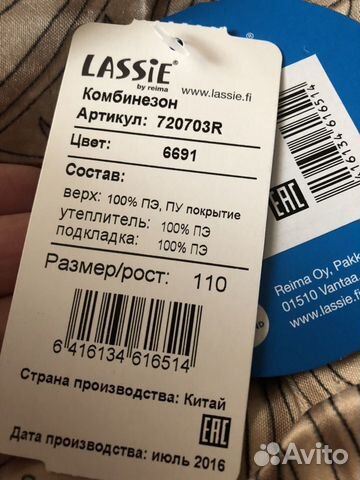 LASSiE
by reima
www.lassie.fi
Комбинезон
Артикул: 720703R
Цвет: 6691
Состав:
верх: 100% ПЭ, ПУ покрытие
утеплитель: 100% ПЭ
подкладка: 100% ПЭ
Размер/рост: 110
6 416134 616514
Страна производства: Китай
Дата производства: июль 2016
EAC
416134 616514
EAC
Reima Oy, Pakk
01510 Vantaa,
www.lassie.fi
Avito